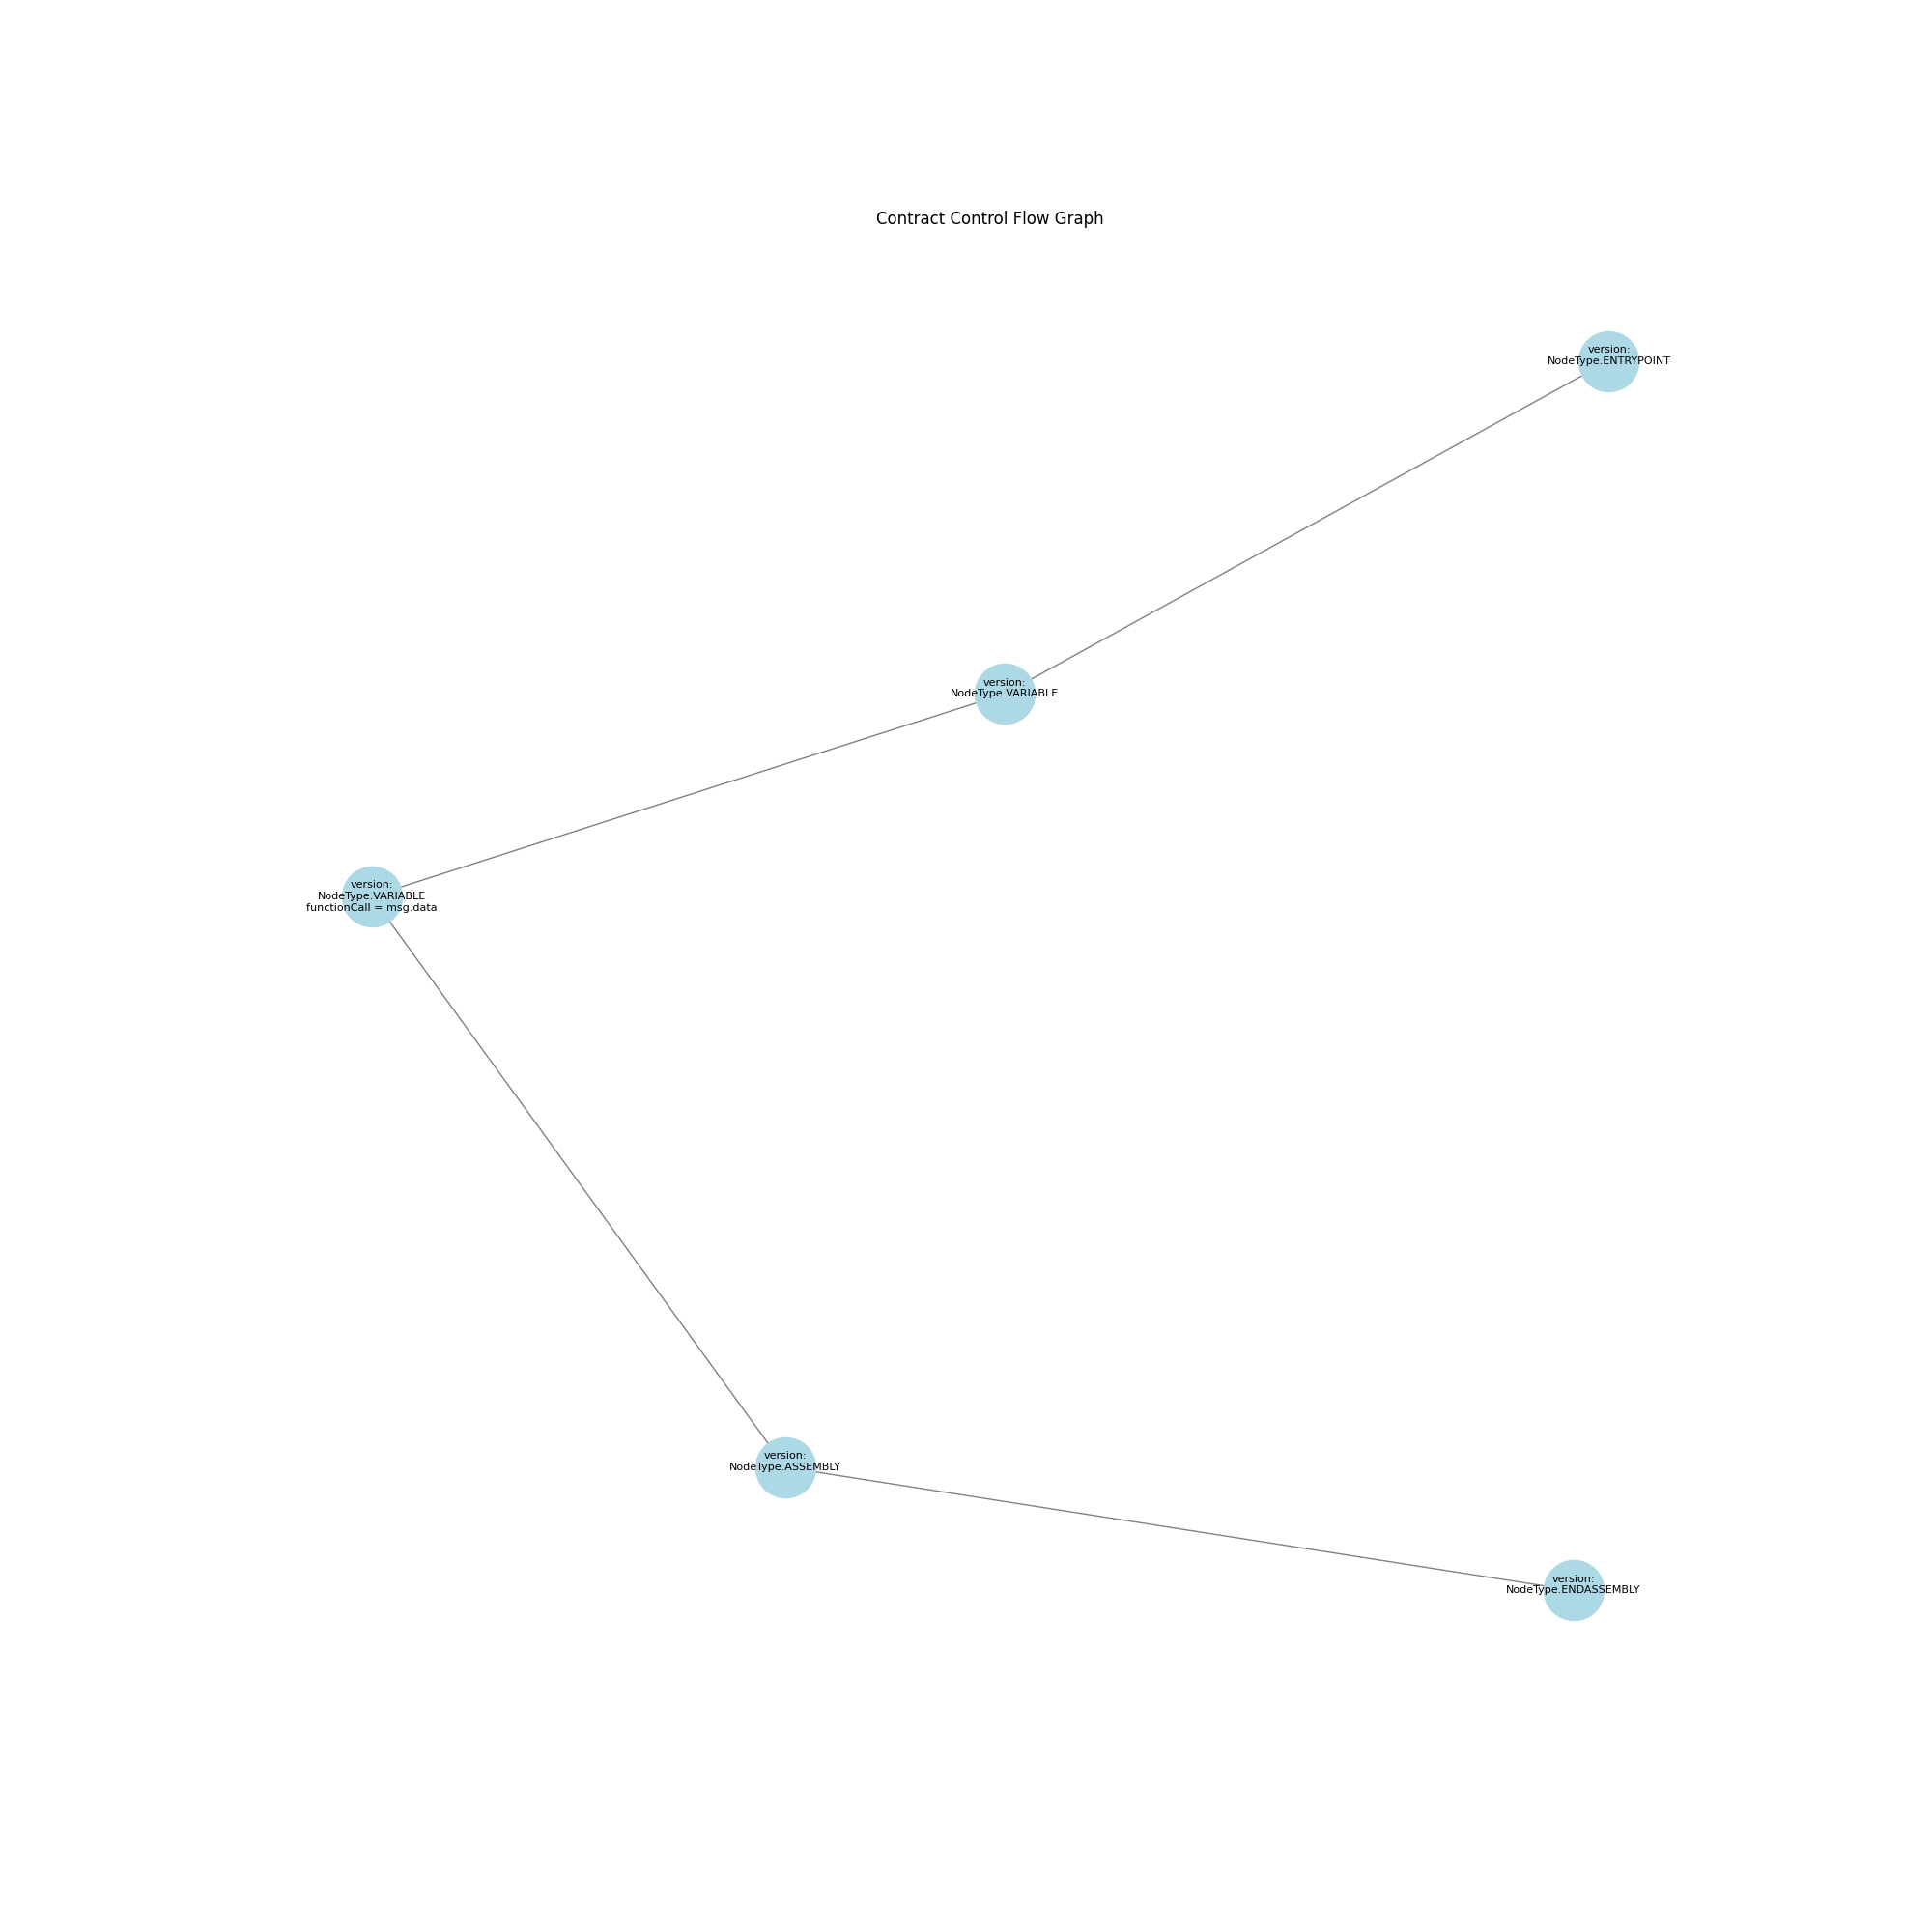 Contract Control Flow Graph
version:
NodeType.ENTRYPOINT
version:
NodeType.VARIABLE
version:
NodeType.VARIABLE
functionCall = msg.data
version:
NodeType.ASSEMBLY
version:
NodeType.ENDASSEMBLY